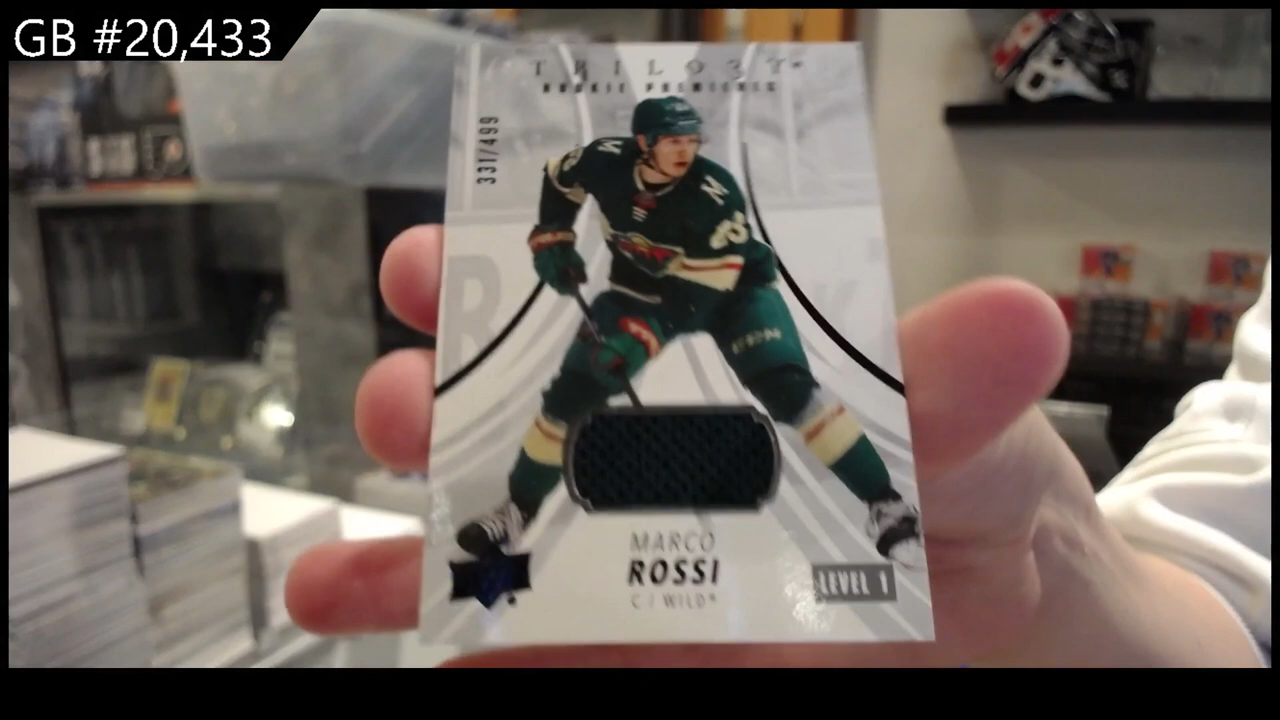 GB #20,433
TRILOGY
ROOKIE PREMIERES
331/499
M
M
MARCO
ROSSI
C / WILD
LEVEL 1